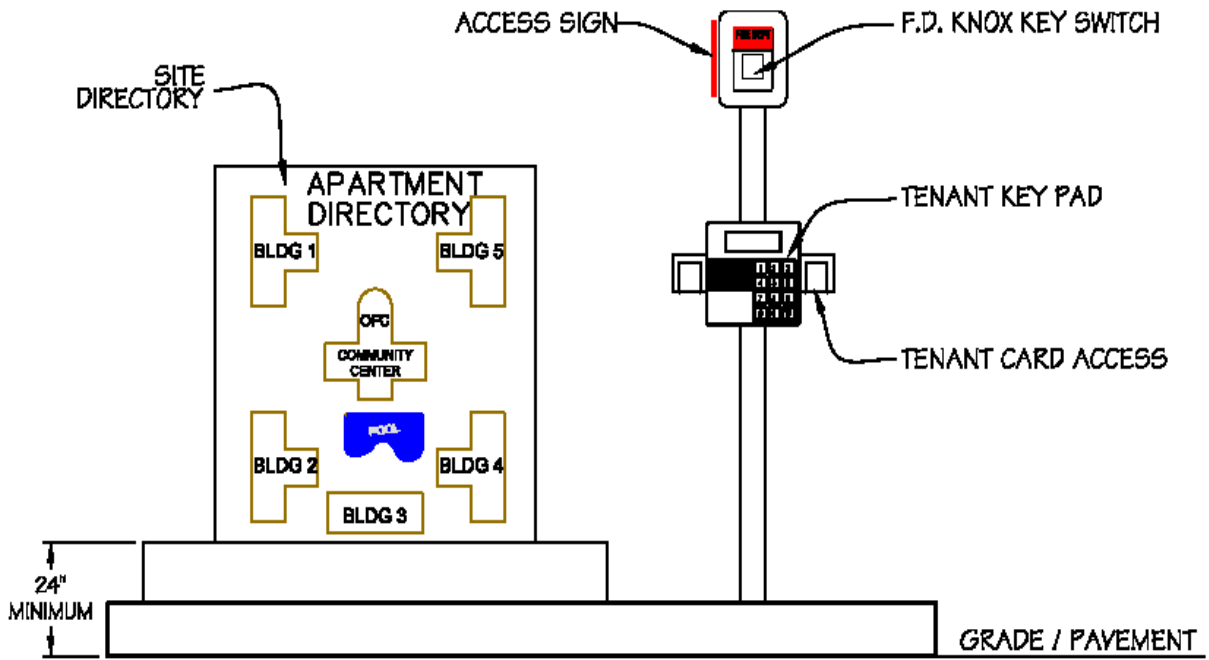 ACCESS SIGN
F.D. KNOX KEY SWITCH
SITE
DIRECTORY
APARTMENT
DIRECTORY
TENANT KEY PAD
BLDG 1
BLDG 5
OFC
COMMUNITY
CENTER
TENANT CARD ACCESS
POOL
BLDG 2
BLDG 4
BLDG 3
24"
MINIMUM
GRADE / PAVEMENT